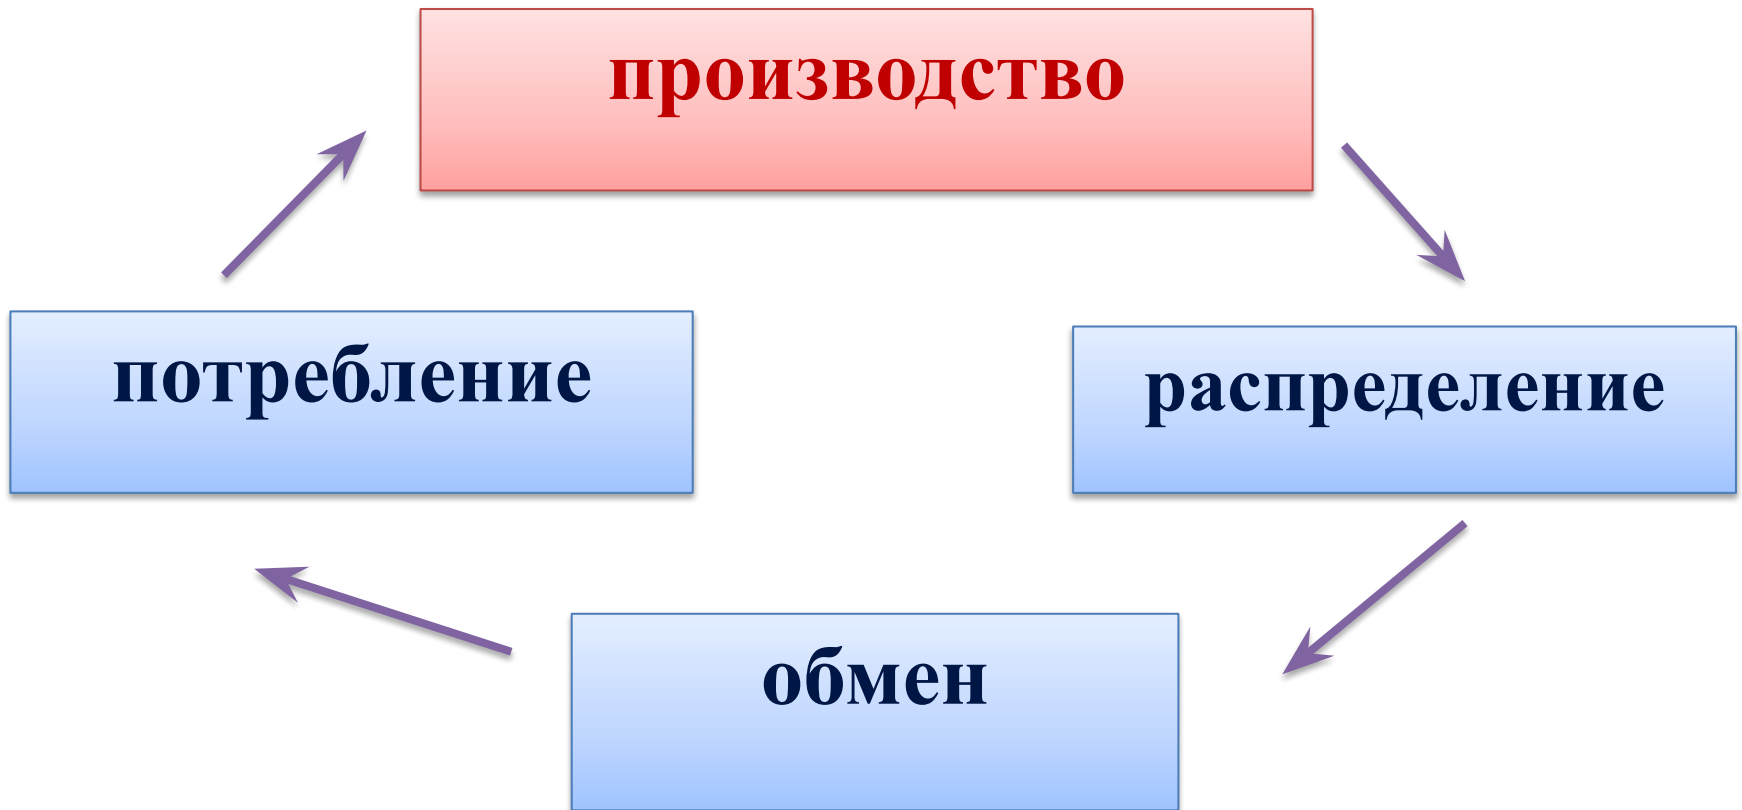 производство
потребление
распределение
обмен